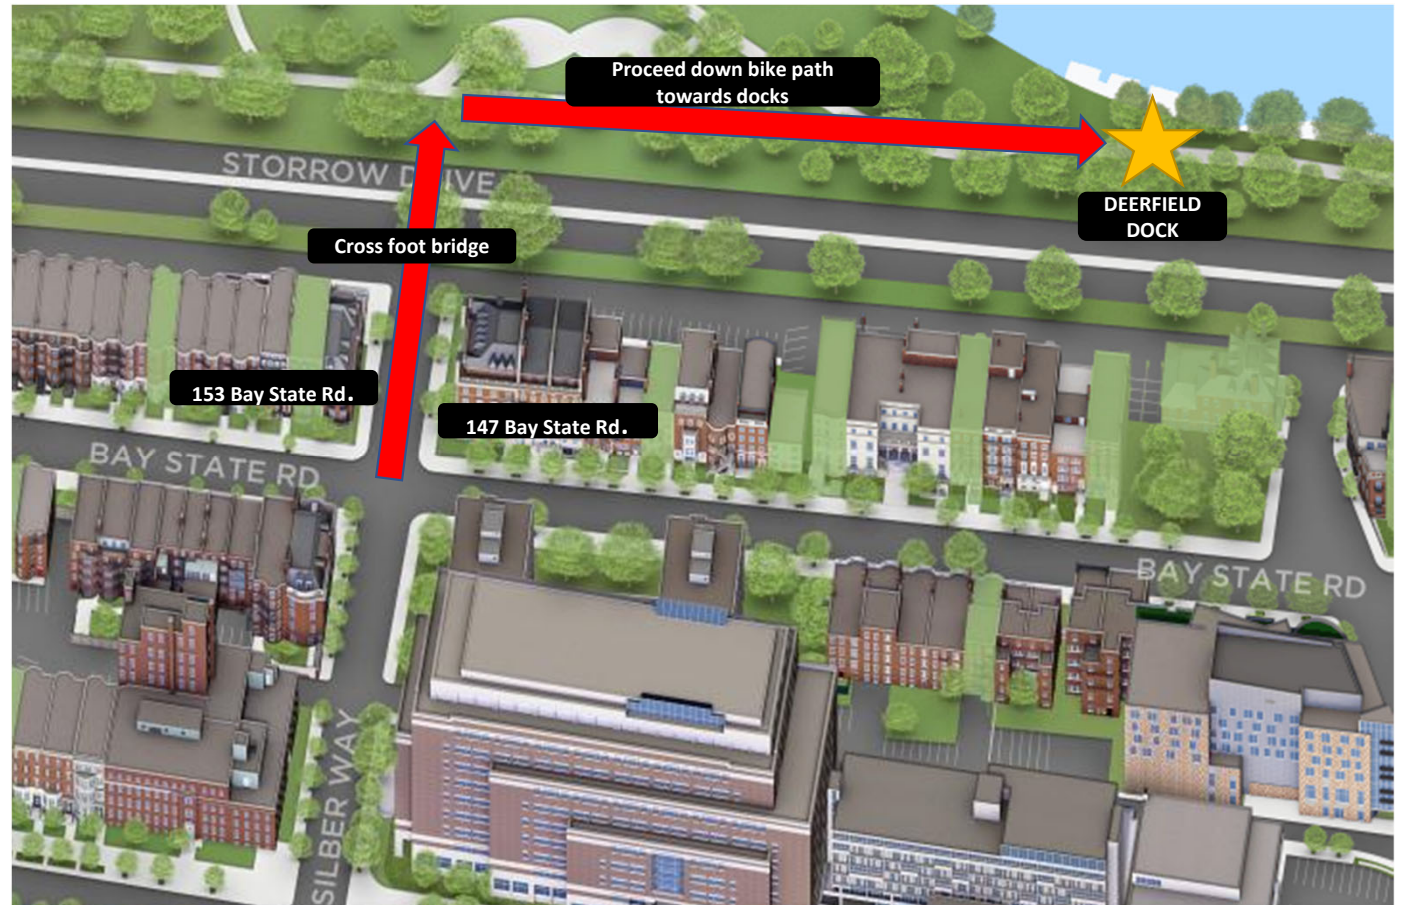 Proceed down bike path
towards docks
STORROW DRIVE
DEERFIELD
DOCK
Cross foot bridge
153 Bay State Rd.
147 Bay State Rd.
BAY STATE RD
BAY STATE RD
SILBER WAY